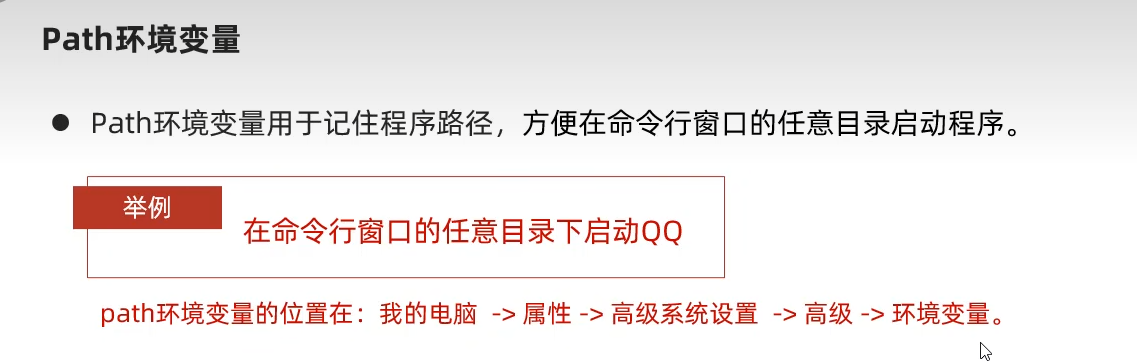 Path环境变量
● Path环境变量用于记住程序路径，方便在命令行窗口的任意目录启动程序。
举例
在命令行窗口的任意目录下启动QQ
path环境变量的位置在：我的电脑 -> 属性 -> 高级系统设置 -> 高级 -> 环境变量。